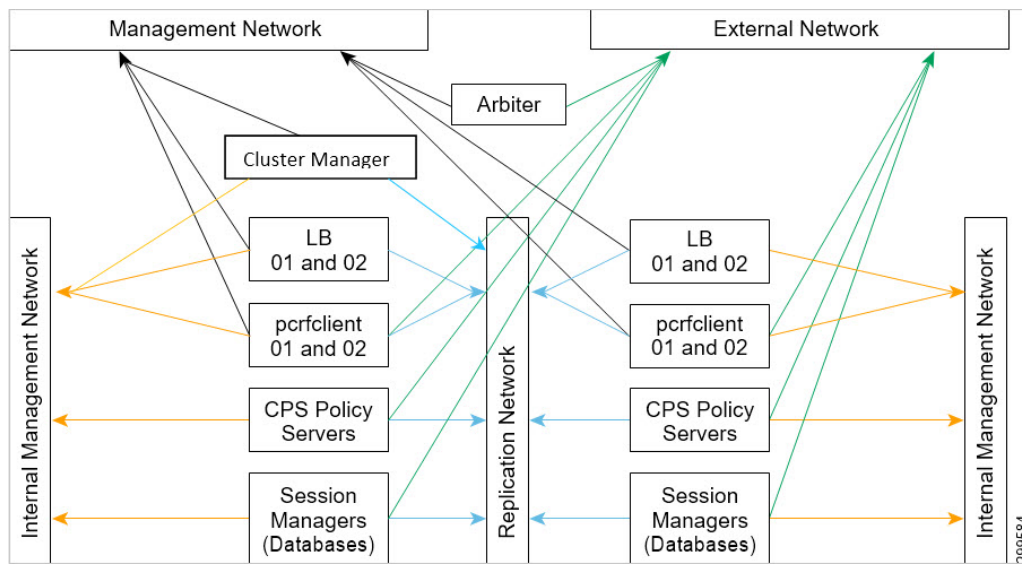 Management Network
External Network
Arbiter
Cluster Manager
Internal Management Network
LB
01 and 02
pcrfclient
01 and 02
CPS Policy
Servers
Session
Managers
(Databases)
Replication Network
LB
01 and 02
pcrfclient
01 and 02
CPS Policy
Servers
Session
Managers
(Databases)
Internal Management Network